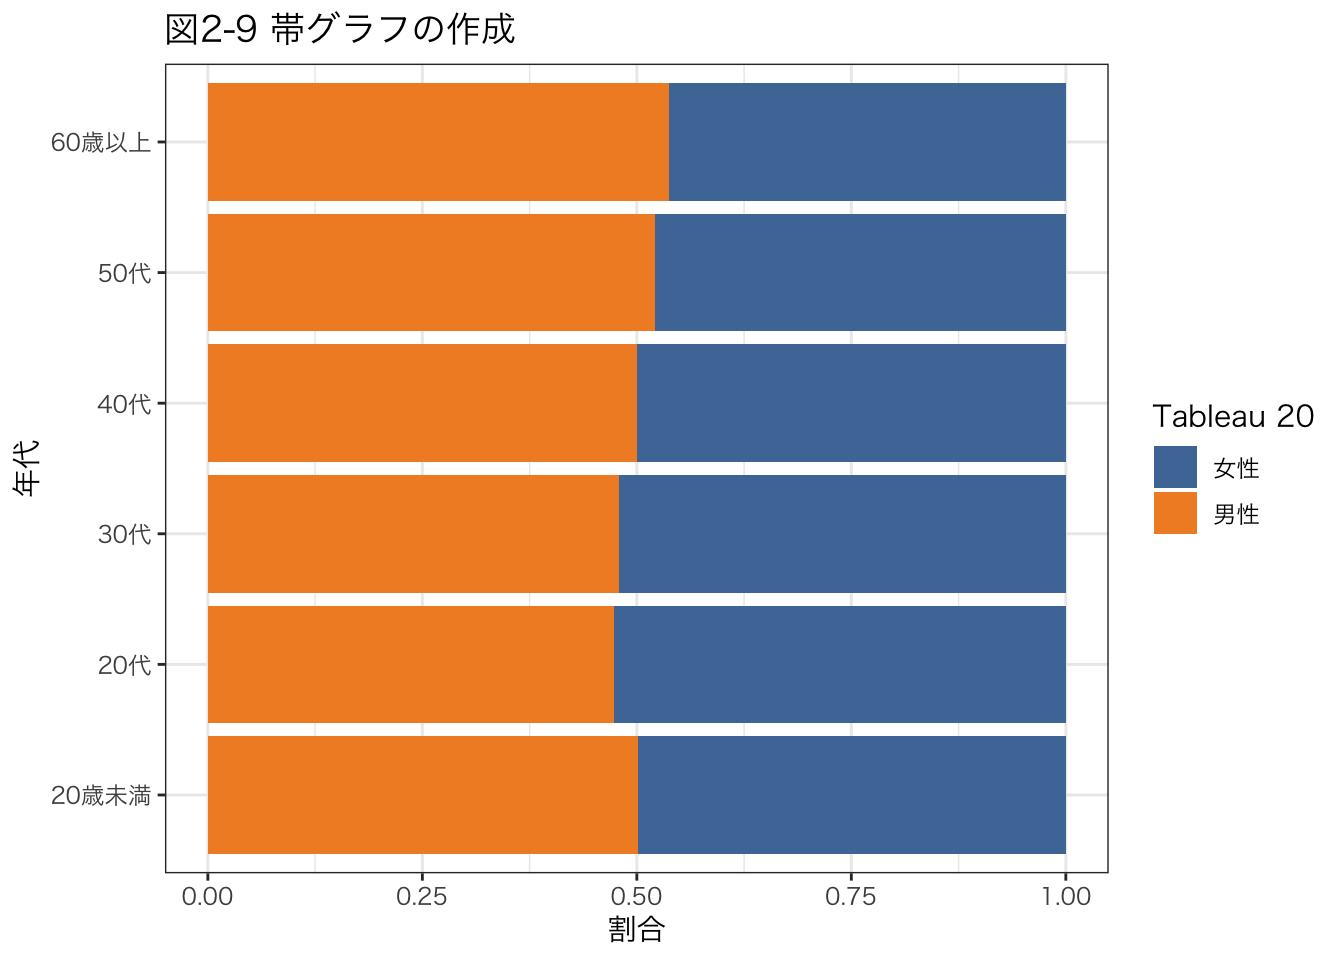 図2-9 帯グラフの作成
60歳以上
50代
40代
30代
20代
20歳未満
年代
0.00
0.25
0.50
0.75
1.00
割合
Tableau 20
女性
男性